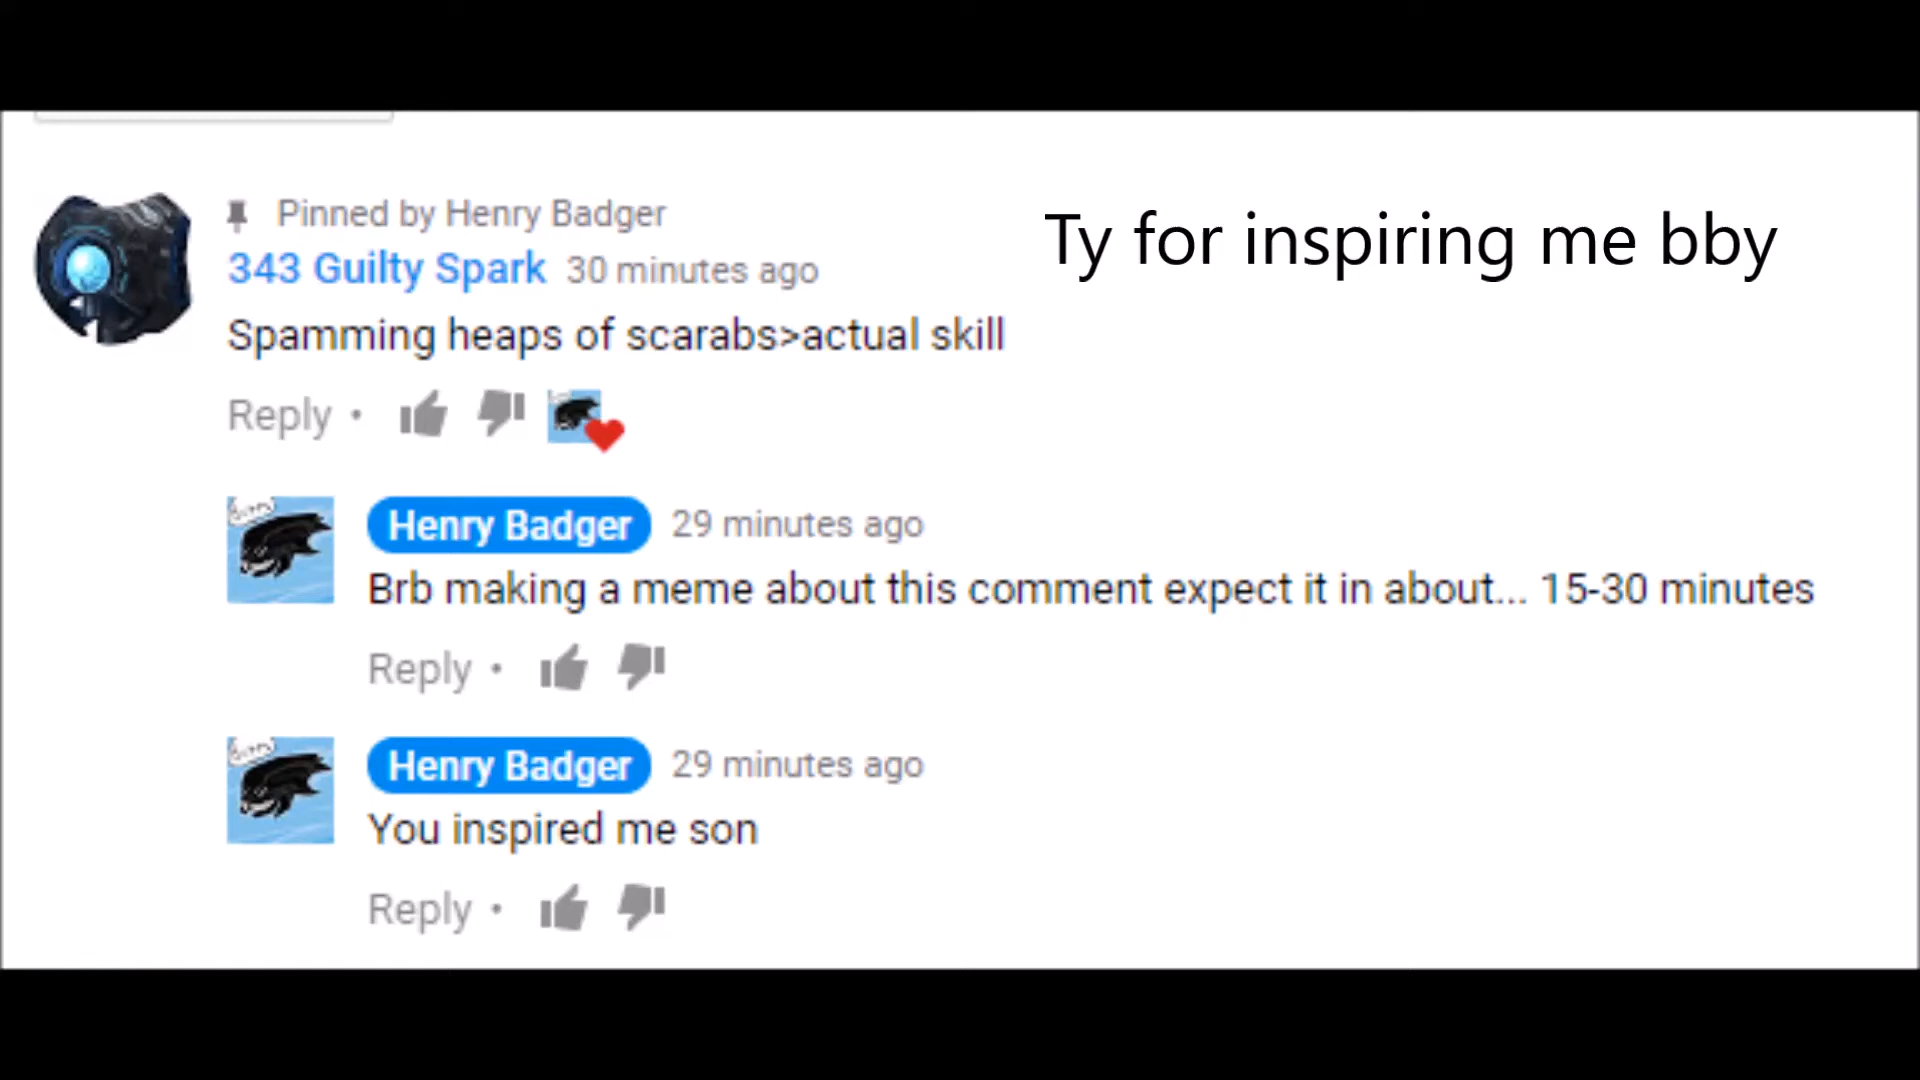 Pinned by Henry Badger
Ty for inspiring me bby
343 Guilty Spark 30 minutes ago
Spamming heaps of scarabs>actual skill
Reply •
Henry Badger 29 minutes ago
Brb making a meme about this comment expect it in about... 15-30 minutes
Reply •
Henry Badger 29 minutes ago
You inspired me son
Reply •